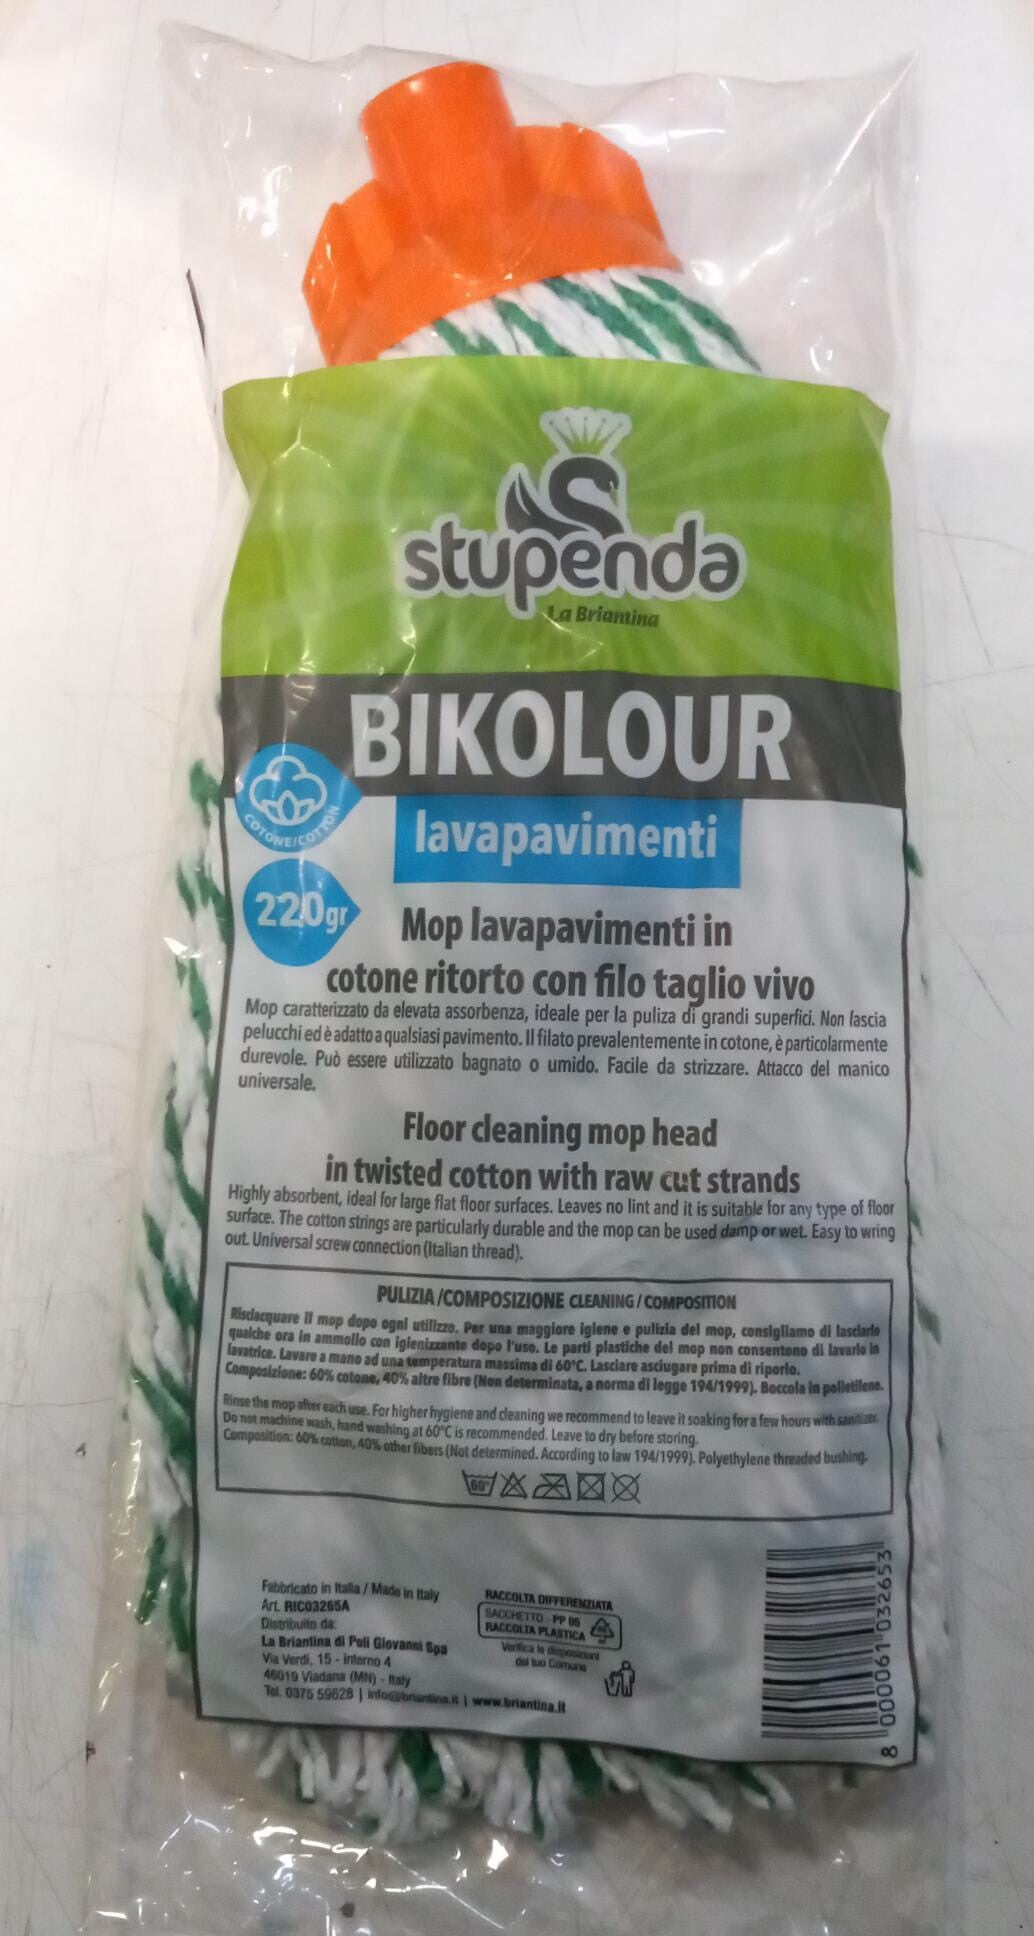 stupenda
La Briantina
BIKOLOUR
COTONE/COTTON
lavapavimenti
220gr
Mop lavapavimenti in
cotone ritorto con filo taglio vivo
Mop caratterizzato da elevata assorbenza, ideale per la puliza di grandi superfici. Non lascia
pelucchi ed è adatto a qualsiasi pavimento. Il filato prevalentemente in cotone, è particolarmente
durevole. Può essere utilizzato bagnato o umido. Facile da strizzare. Attacco del manico
universale.
Floor cleaning mop head
in twisted cotton with raw cut strands
Highly absorbent, ideal for large flat floor surfaces. Leaves no lint and it is suitable for any type of floor
surface. The cotton strings are particularly durable and the mop can be used damp or wet. Easy to wring
out. Universal screw connection (Italian thread).
PULIZIA/COMPOSIZIONE CLEANING/COMPOSITION
Risciacquare il mop dopo ogni utilizzo. Per una maggiore igiene e pulizia del mop, consigliamo di lasciarlo
qualche ora in ammollo con igienizzante dopo l'uso. Le parti plastiche del mop non consentono di lavarlo in
lavatrice. Lavare a mano ad una temperatura massima di 60°C. Lasciare asciugare prima di riporlo.
Composizione: 60% cotone, 40% altre fibre (Non determinata, a norma di legge 194/1999). Boccola in polietilene.
Rinse the mop after each use. For higher hygiene and cleaning we recommend to leave it soaking for a few hours with sanitizer.
Do not machine wash, hand washing at 60°C is recommended. Leave to dry before storing.
Composition: 60% cotton, 40% other fibers (Not determined. According to law 194/1999). Polyethylene threaded bushing.
60°
Fabbricato in Italia / Made in Italy
Art. RIC03265A
Distribuito da:
La Briantina di Poli Giovanni Spa
Via Verdi, 15 - interno 4
46019 Viadana (MN) - Italy
Tel. 0375 59628 | info@briantina.it | www.briantina.it
RACCOLTA DIFFERENZIATA
SACCHETTO - PP 05
RACCOLTA PLASTICA
Verifica le disposizioni
del tuo Comune
8 000061 032653